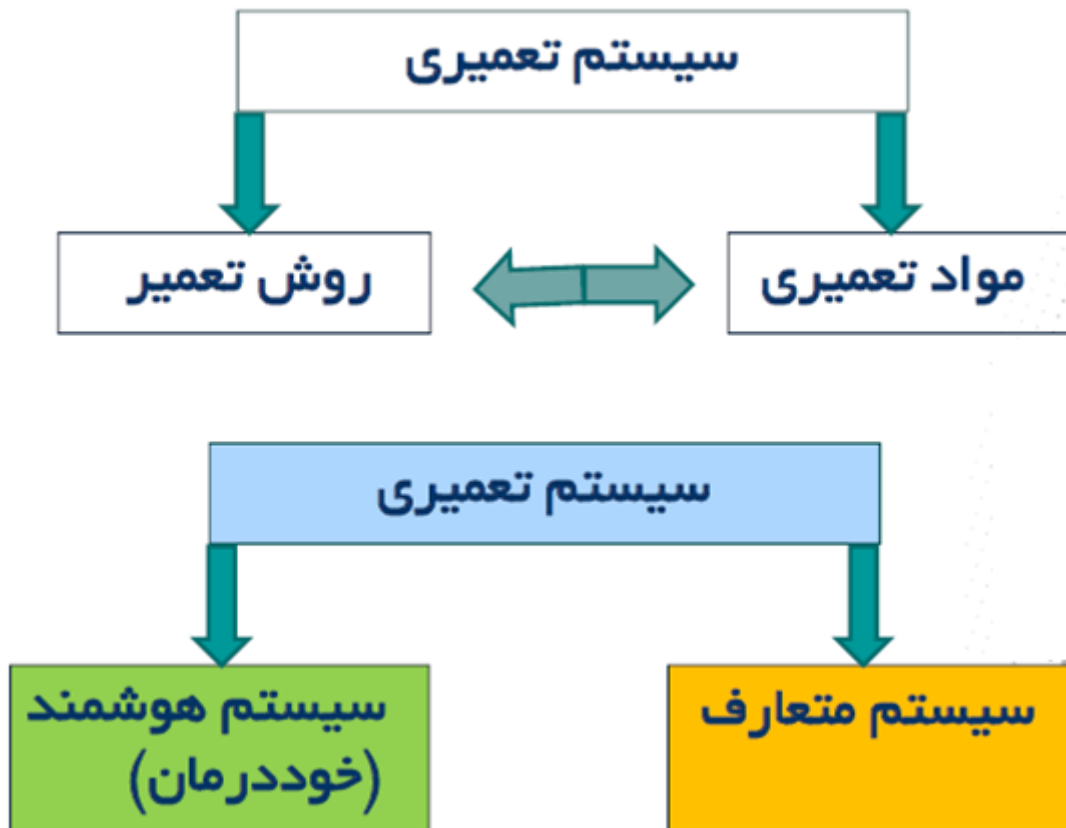 سیستم تعمیری
مواد تعمیری
روش تعمیر
سیستم تعمیری
سیستم متعارف
سیستم هوشمند
(خوددرمان)